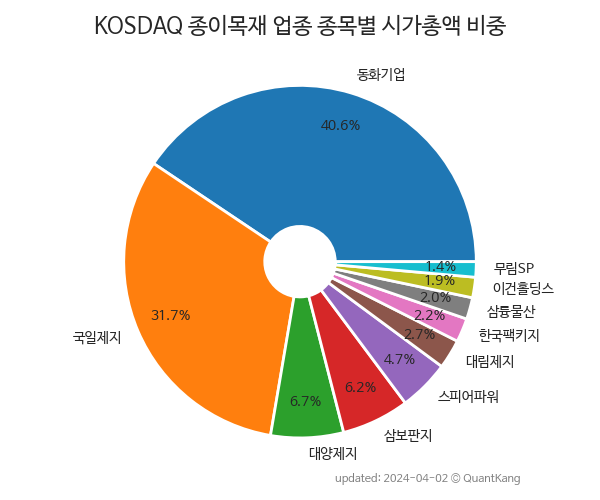 KOSDAQ 종이목재 업종 종목별 시가총액 비중
동화기업
40.6%
31.7%
국일제지
6.7%
대양제지
6.2%
삼보판지
4.7%
스피어파워
2.7%
대림제지
2.2%
한국팩키지
2.0%
삼륭물산
1.9%
이건홀딩스
1.4%
무림SP
updated: 2024-04-02 © QuantKang